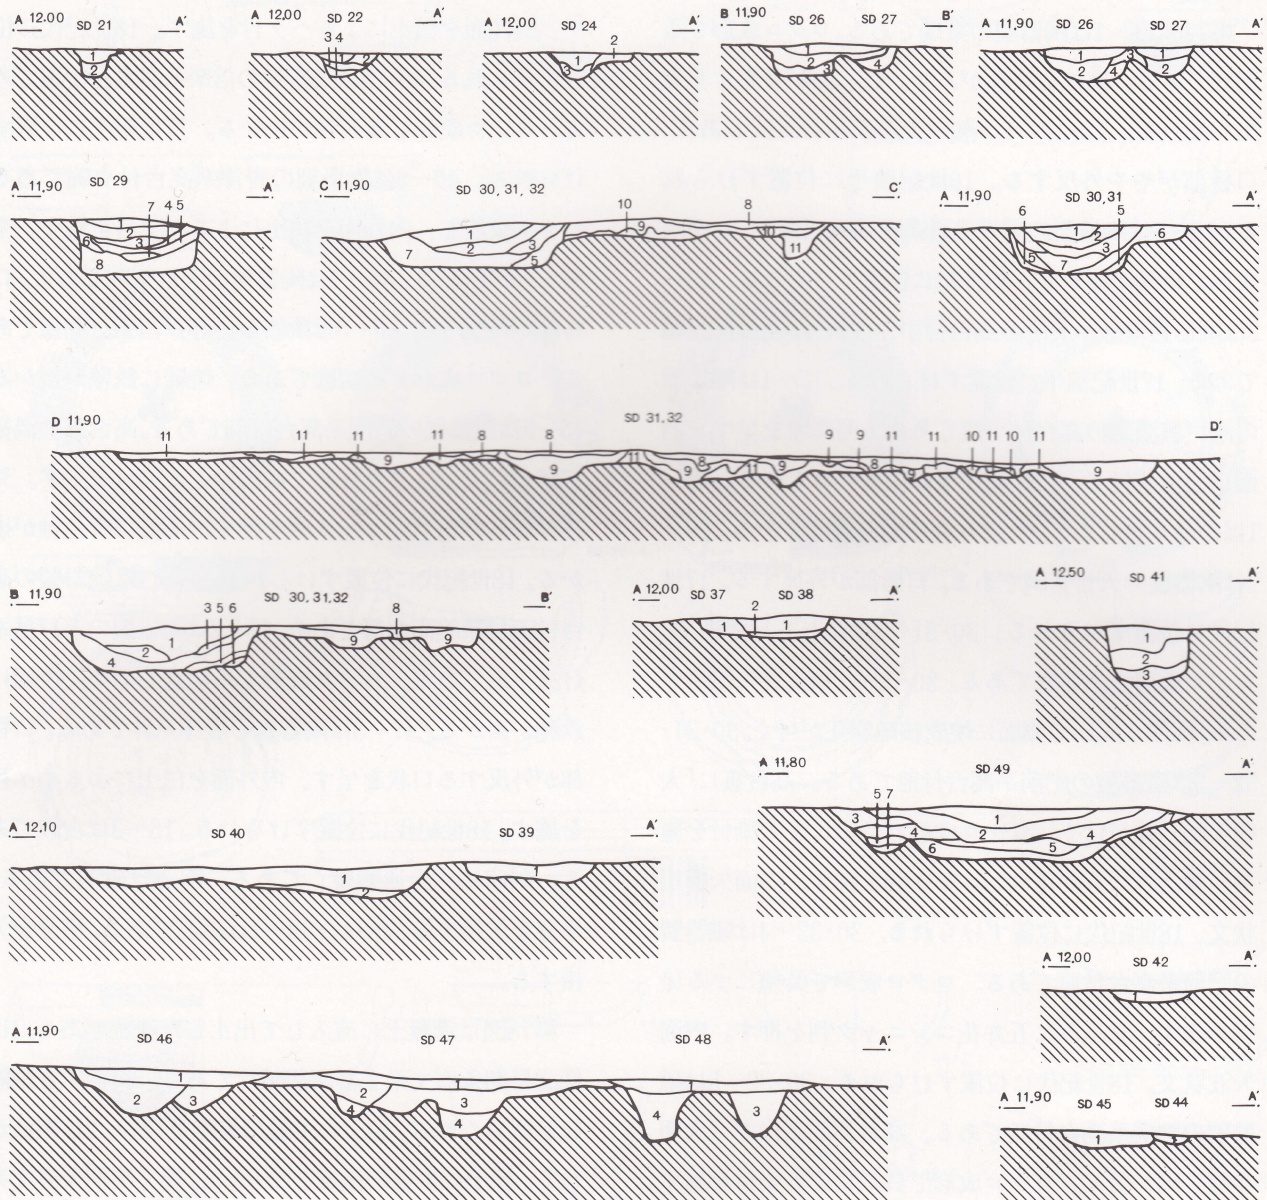 A 12,00 SD 21 A′
1
2
A 12,00 SD 22 A′
3 4
1
2
A 12,00 SD 24 A′
2
1
3
B 11,90 SD 26 SD 27 B′
1
2 3 4
A 11,90 SD 26 SD 27 A′
1 3 1
2 4 2
A 11,90 SD 29 A′
7 4 5
1
2
6 3
8
C 11,90 SD 30, 31, 32 C′
10 8
1 9 10
7 2 3 11
5
A 11,90 SD 30,31 A′
6 5
1 2 6
3
5 7
D 11,90 SD 31, 32 D′
11 11 11 11 8 8 9 9 11 11 10 11 10 11
9 9 11 9 8 11 9 8 9 9
B 11,90 SD 30,31,32 B′
3 5 6 8
1 9 9
4 2
A 12,00 SD 37 SD 38 A′
2
1 1
A 12,50 SD 41 A′
1
2
3
A 11,80 SD 49 A′
5 7
3 4 1
2 4
6 5
A 12,10 SD 40 SD 39 A′
1 1
2
A 12,00 SD 42 A′
1
A 11,90 SD 46 SD 47 SD 48 A′
1 1 1
2 3 2 3 4 3
4 4
A 11,90 SD 45 SD 44 A′
1 1